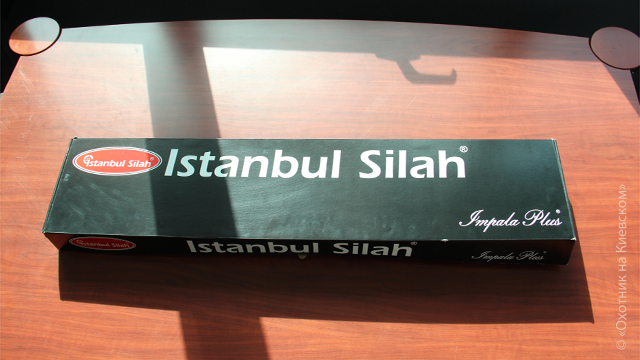 istanbul Silah®
Istanbul Silah®
Impala Plus®
istanbul Silah®
Istanbul Silah®
Impala Plus®
© «Охотник на Киевском»